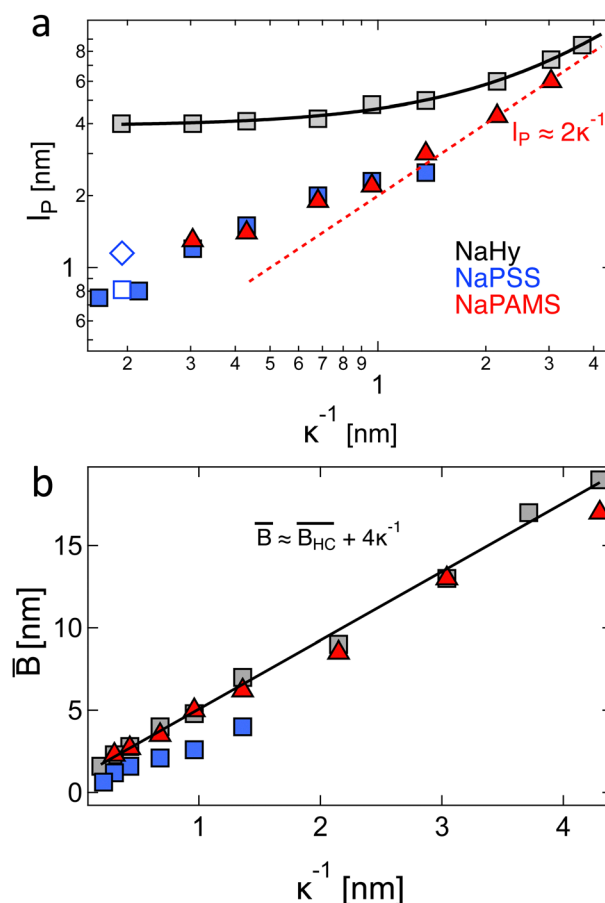 a
8
6
4
2
1
8
6
l_P [nm]
l_P ≈ 2κ⁻¹
NaHy
NaPSS
NaPAMS
2 3 4 5 6 7 8 9 1 2 3 4
κ⁻¹ [nm]
b
B̅ ≈ B̅_HC + 4κ⁻¹
15
10
5
0
B̅ [nm]
1 2 3 4
κ⁻¹ [nm]